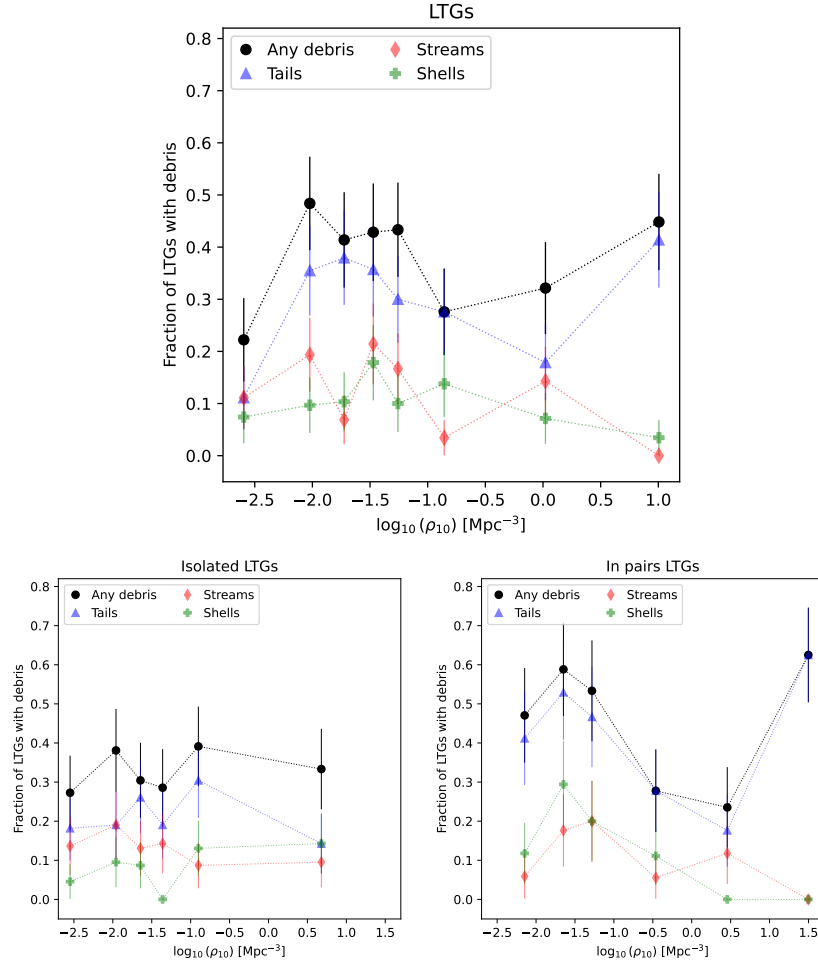 LTGs
Any debris
Tails
Streams
Shells
Fraction of LTGs with debris
0.8
0.7
0.6
0.5
0.4
0.3
0.2
0.1
0.0
−2.5 −2.0 −1.5 −1.0 −0.5 0.0 0.5 1.0
log₁₀(ρ₁₀) [Mpc⁻³]
Isolated LTGs
Any debris
Tails
Streams
Shells
Fraction of LTGs with debris
0.8
0.7
0.6
0.5
0.4
0.3
0.2
0.1
0.0
−2.5 −2.0 −1.5 −1.0 −0.5 0.0 0.5 1.0 1.5
log₁₀(ρ₁₀) [Mpc⁻³]
In pairs LTGs
Any debris
Tails
Streams
Shells
Fraction of LTGs with debris
0.8
0.7
0.6
0.5
0.4
0.3
0.2
0.1
0.0
−2.5 −2.0 −1.5 −1.0 −0.5 0.0 0.5 1.0 1.5
log₁₀(ρ₁₀) [Mpc⁻³]